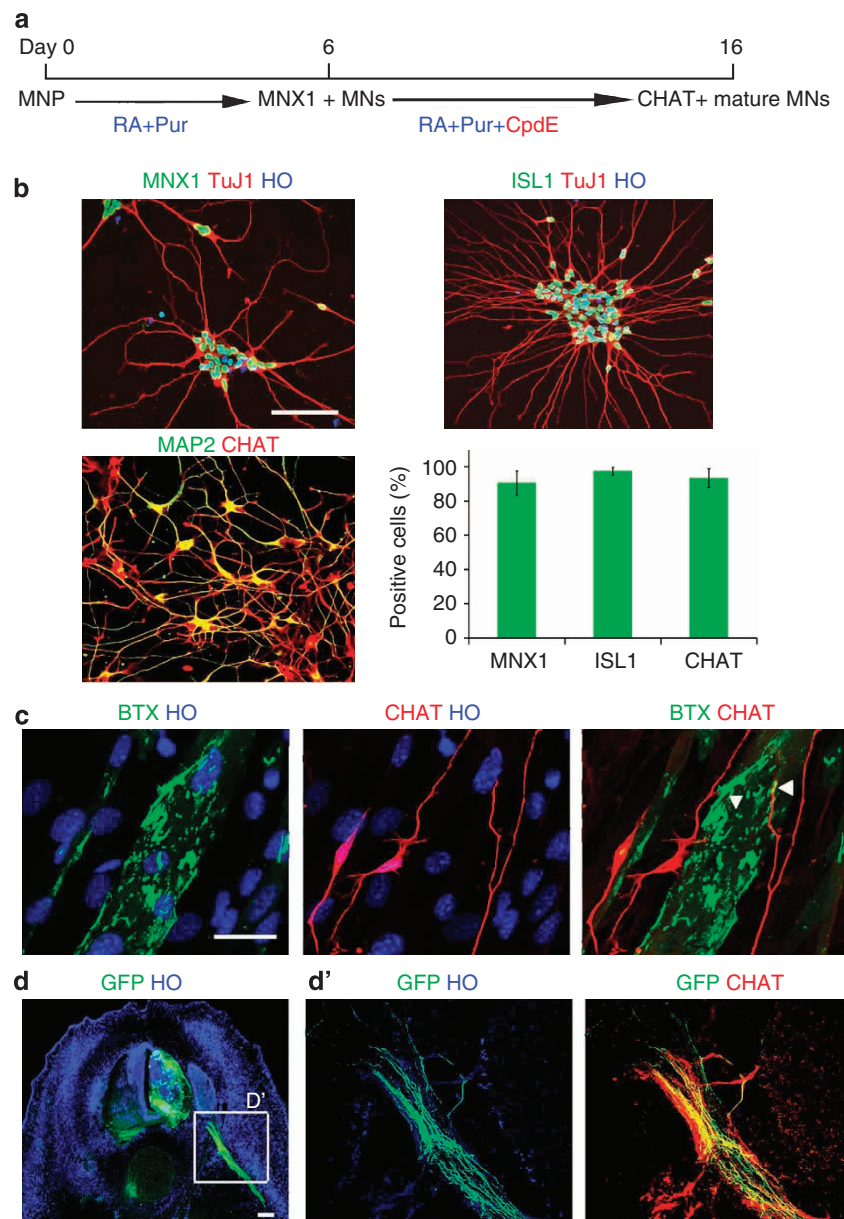 a
Day 0 6 16
MNP MNX1 + MNs CHAT+ mature MNs
RA+Pur RA+Pur+CpdE
b
MNX1 TuJ1 HO ISL1 TuJ1 HO
MAP2 CHAT
Positive cells (%)
100
80
60
40
20
0
MNX1 ISL1 CHAT
c
BTX HO CHAT HO BTX CHAT
d GFP HO d' GFP HO GFP CHAT
D'